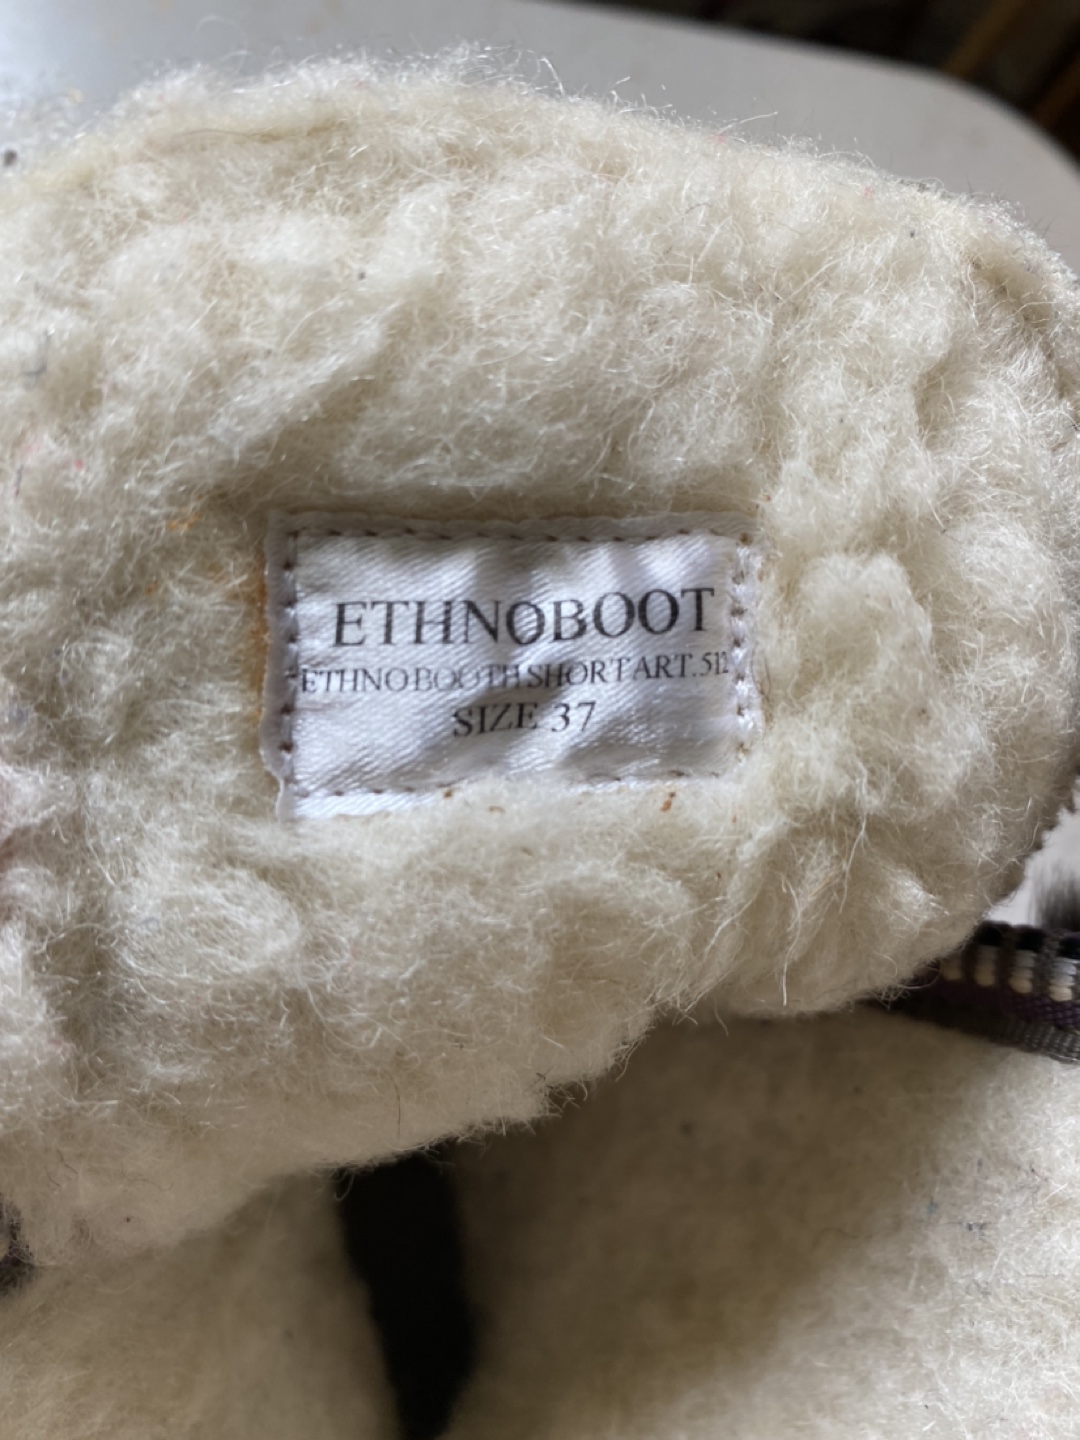 ETHNOBOOT
ETHNO BOOTH SHORT ART. 512
SIZE 37